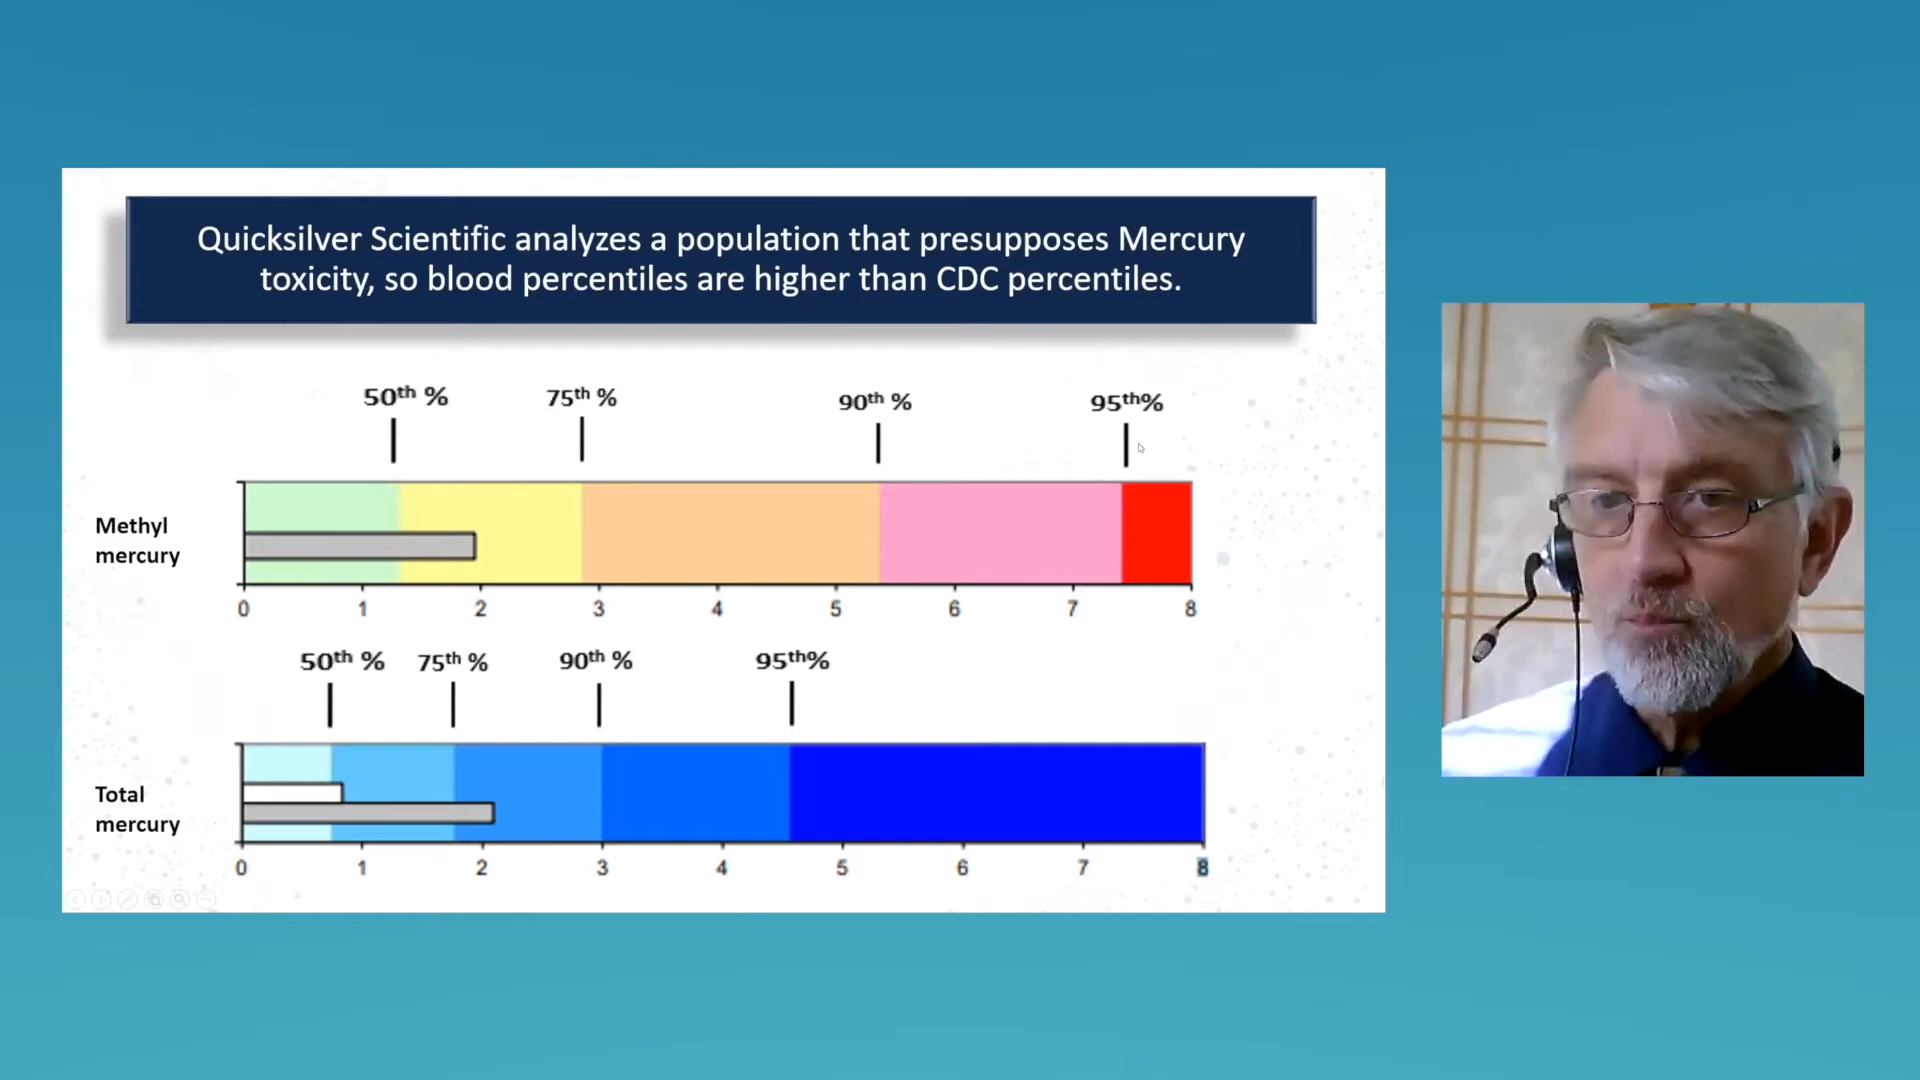 Quicksilver Scientific analyzes a population that presupposes Mercury
toxicity, so blood percentiles are higher than CDC percentiles.
50th % 75th % 90th % 95th%
Methyl
mercury
0 1 2 3 4 5 6 7 8
50th % 75th % 90th % 95th%
Total
mercury
0 1 2 3 4 5 6 7 8